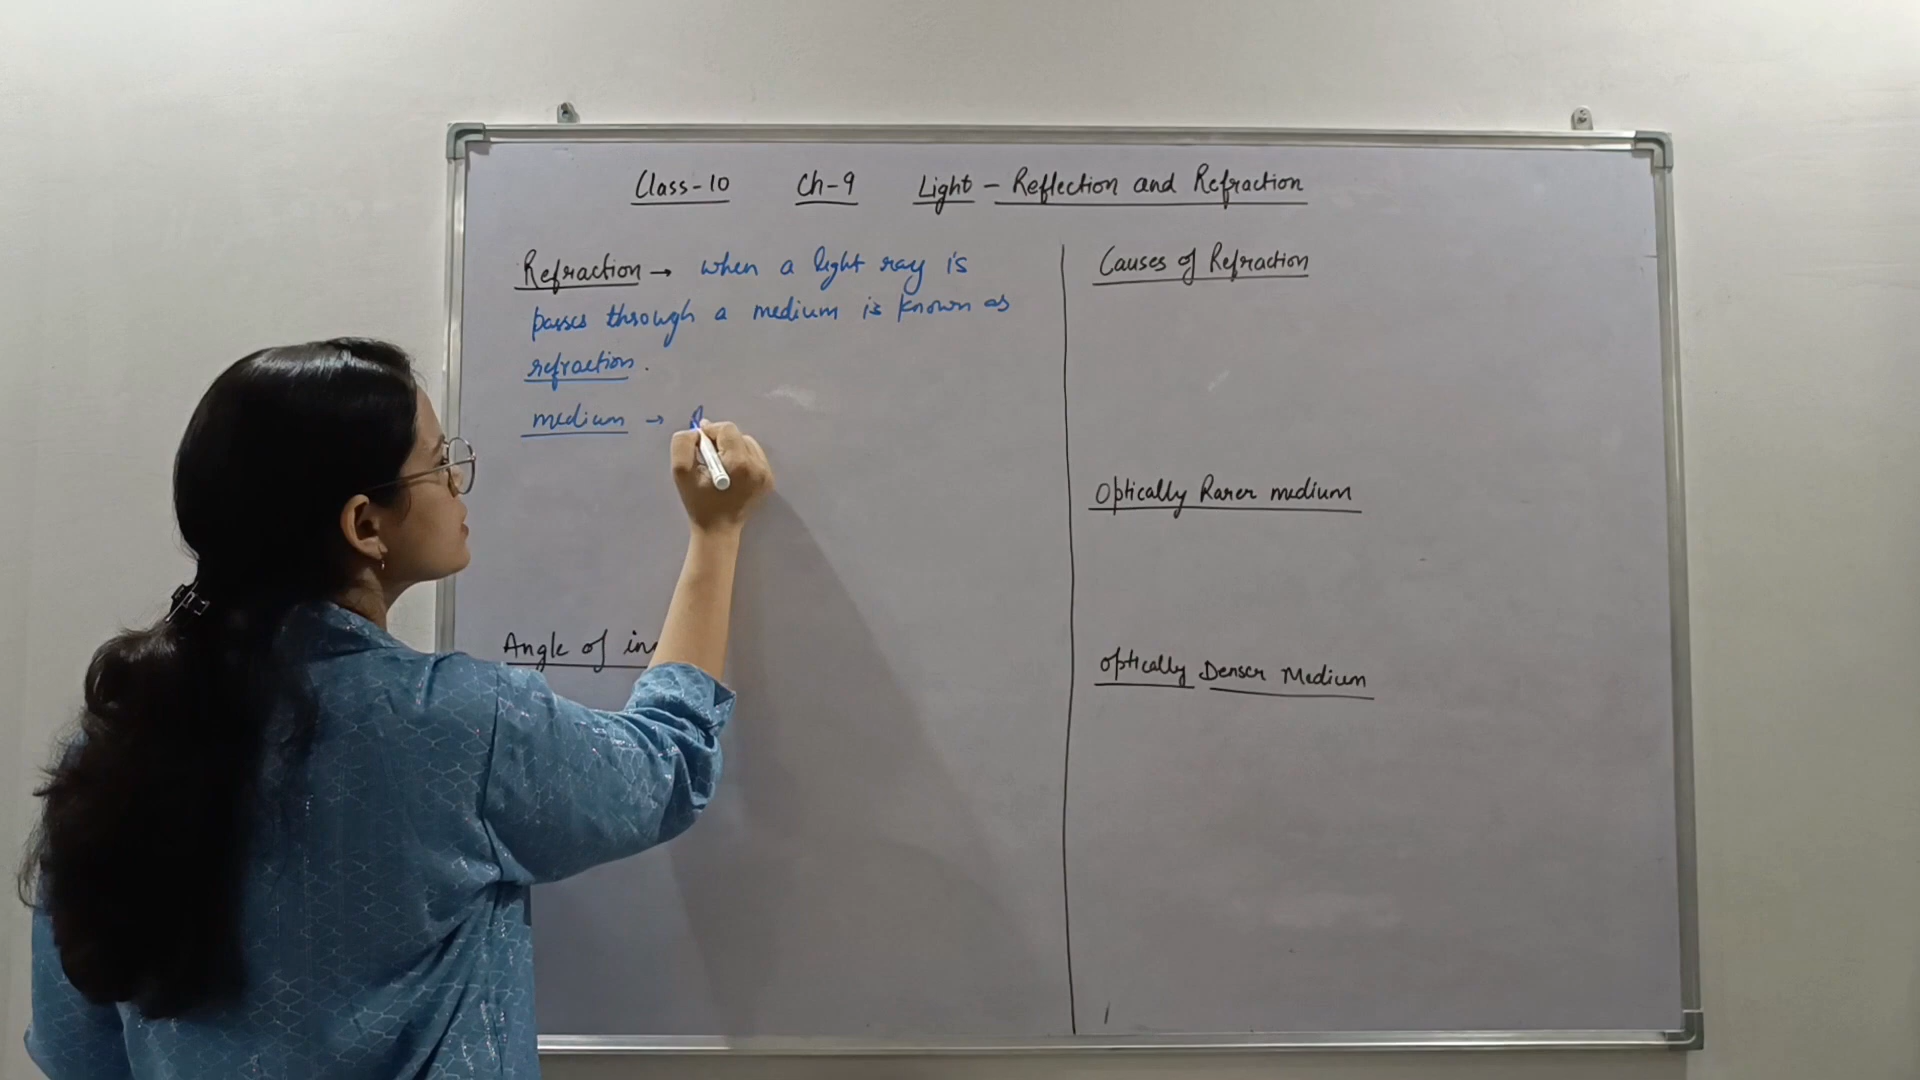 Class-10 Ch-9 Light - Reflection and Refraction
Refraction → when a light ray is
passes through a medium is known as
refraction.
medium →
Angle of
Causes of Refraction
Optically Rarer medium
Optically Denser Medium